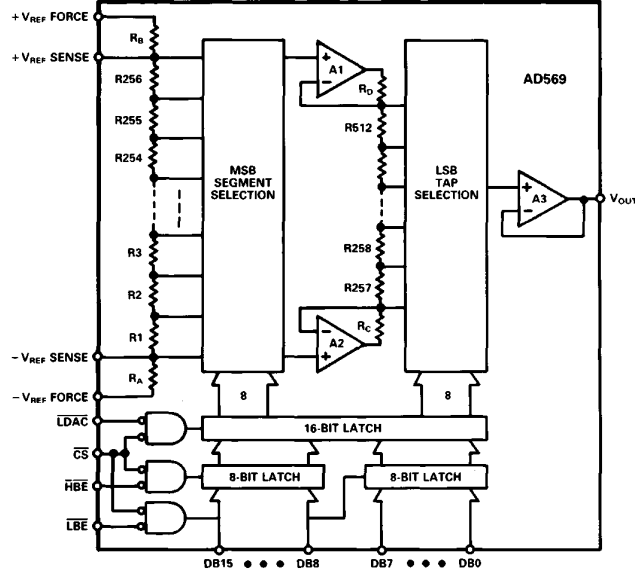 + VREF FORCE
RB
+ VREF SENSE
R256
R255
R254
R3
R2
R1
– VREF SENSE
RA
– VREF FORCE
MSB
SEGMENT
SELECTION
+
–
A1
RD
R512
R258
R257
RC
–
+
A2
LSB
TAP
SELECTION
AD569
+
–
A3
VOUT
8
8
LDAC
CS
HBE
LBE
16-BIT LATCH
8-BIT LATCH
8-BIT LATCH
DB15 • • • DB8 DB7 • • • DB0